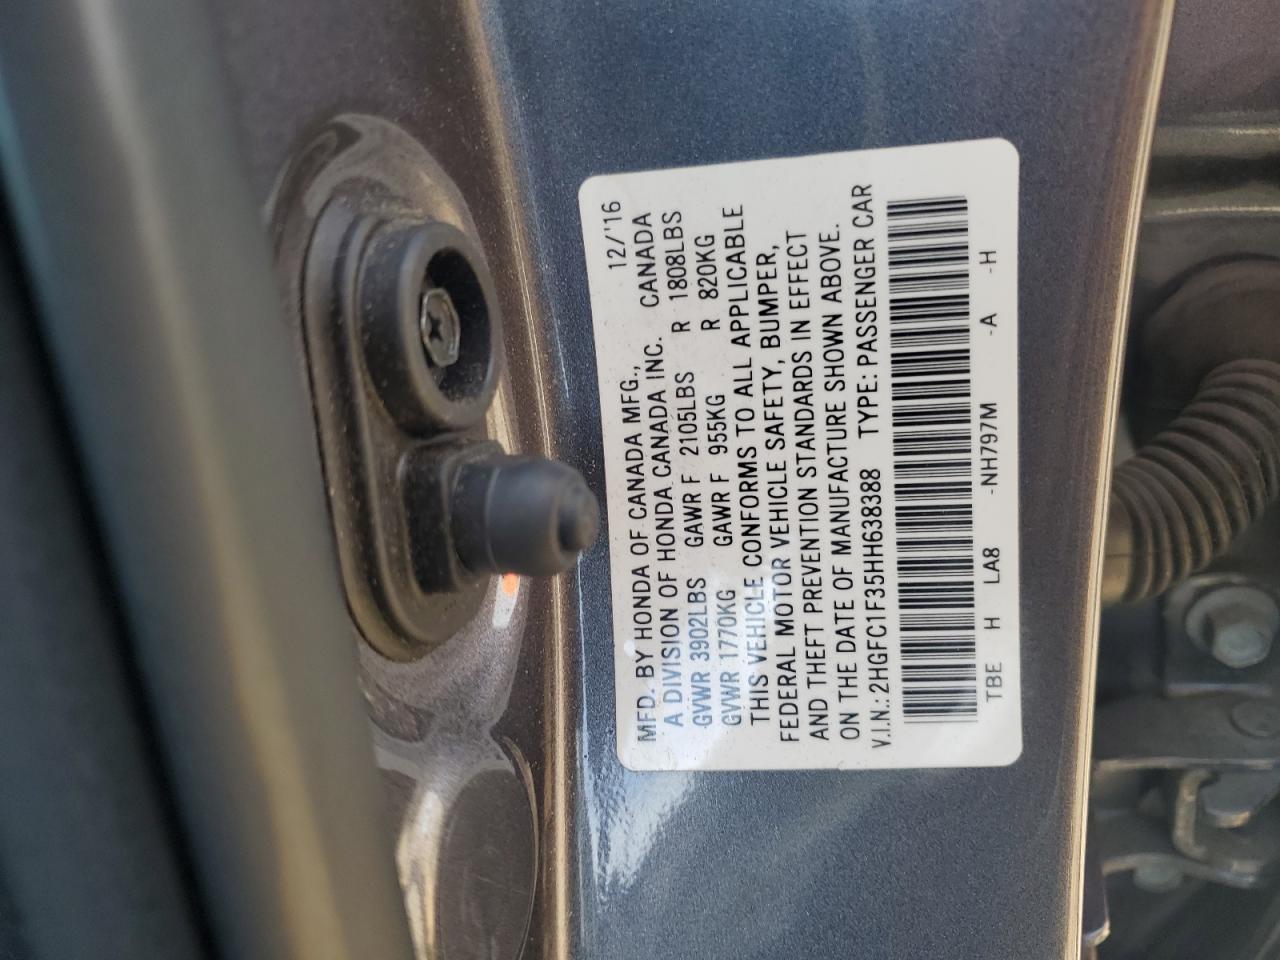 MFD. BY HONDA OF CANADA MFG., 12/'16
A DIVISION OF HONDA CANADA INC. CANADA
GVWR 3902LBS GAWR F 2105LBS R 1808LBS
GVWR 1770KG GAWR F 955KG R 820KG
THIS VEHICLE CONFORMS TO ALL APPLICABLE
FEDERAL MOTOR VEHICLE SAFETY, BUMPER,
AND THEFT PREVENTION STANDARDS IN EFFECT
ON THE DATE OF MANUFACTURE SHOWN ABOVE.
V.I.N.: 2HGFC1F35HH638388 TYPE: PASSENGER CAR
TBE H LA8 -NH797M -A -H